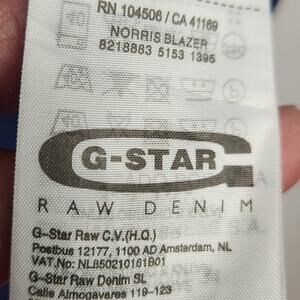 RN 104506 / CA 41169
NORRIS BLAZER
8218883 5153 1395
G-STAR
RAW DENIM
G-Star Raw C.V.(H.Q.)
Postbus 12177, 1100 AD Amsterdam, NL
VAT.No: NL850210161B01
G-Star Raw Denim SL
Calle Almogavares 119-123